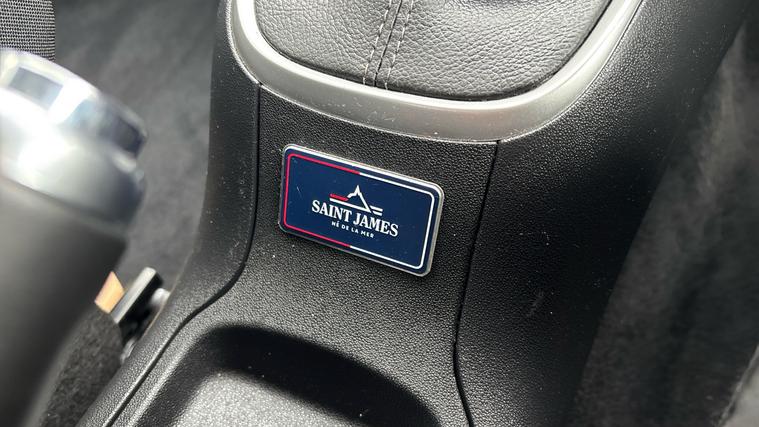 SAINT JAMES
NÉ DE LA MER